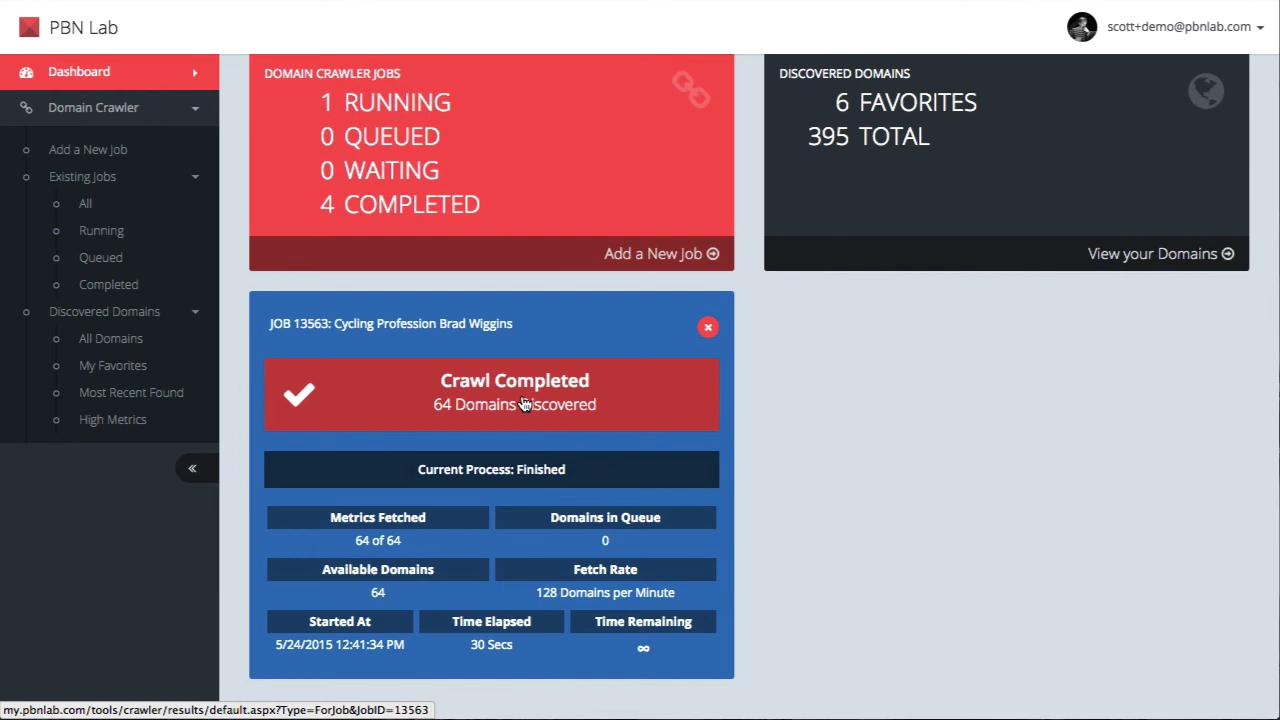 PBN Lab
scott+demo@pbnlab.com
Dashboard
Domain Crawler
Add a New Job
Existing Jobs
All
Running
Queued
Completed
Discovered Domains
All Domains
My Favorites
Most Recent Found
High Metrics
DOMAIN CRAWLER JOBS
1 RUNNING
0 QUEUED
0 WAITING
4 COMPLETED
Add a New Job
DISCOVERED DOMAINS
6 FAVORITES
395 TOTAL
View your Domains
JOB 13563: Cycling Profession Brad Wiggins
Crawl Completed
64 Domains Discovered
Current Process: Finished
Metrics Fetched
64 of 64
Domains in Queue
0
Available Domains
64
Fetch Rate
128 Domains per Minute
Started At
5/24/2015 12:41:34 PM
Time Elapsed
30 Secs
Time Remaining
∞
my.pbnlab.com/tools/crawler/results/default.aspx?Type=ForJob&JobID=13563